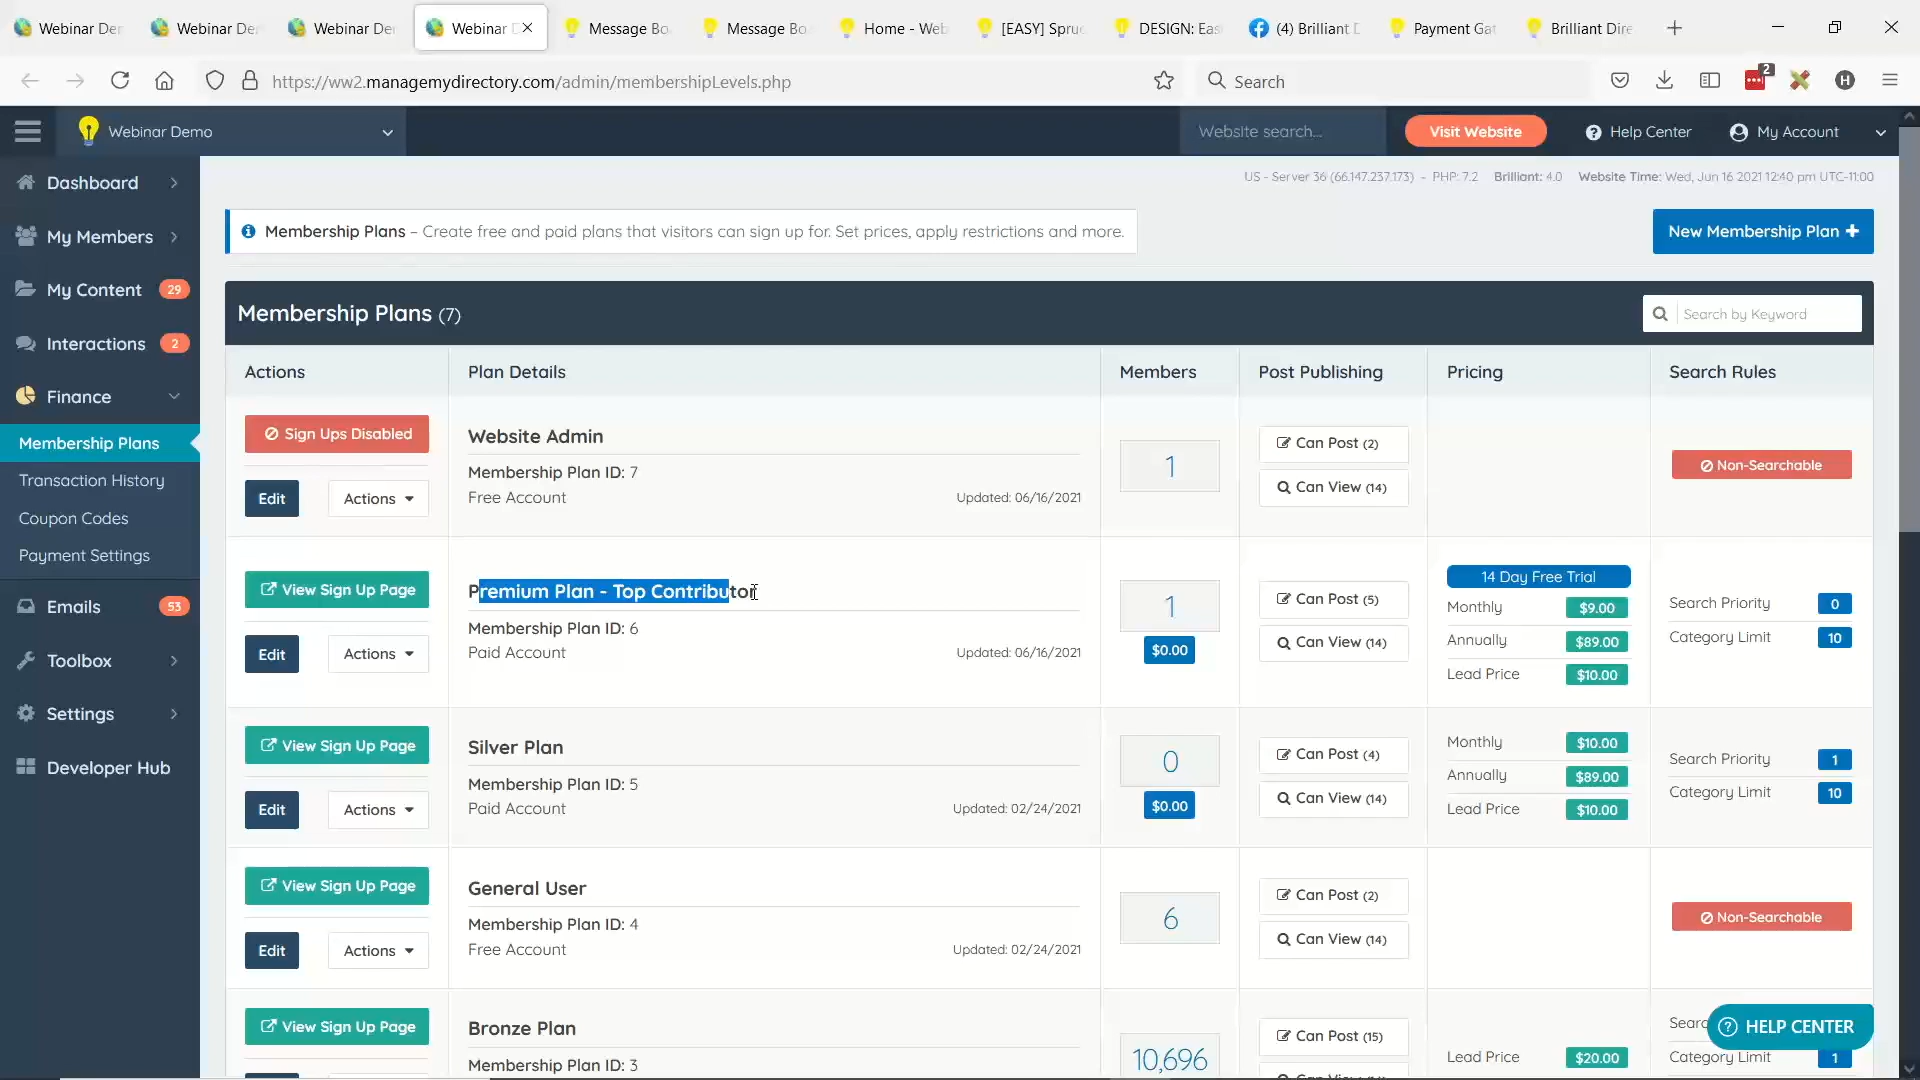 Webinar De
Webinar De
Webinar De
Webinar D
Message Bo
Message Bo
Home - Web
[EASY] Spruc
DESIGN: Eas
(4) Brilliant D
Payment Gat
Brilliant Dire
https://ww2.managemydirectory.com/admin/membershipLevels.php
Search
2
H
Webinar Demo
Website search...
Visit Website
Help Center
My Account
US - Server 36 (66.147.237.173) - PHP: 7.2 Brilliant: 4.0 Website Time: Wed, Jun 16 2021 12:40 pm UTC-11:00
Dashboard
My Members
My Content 29
Interactions 2
Finance
Membership Plans
Transaction History
Coupon Codes
Payment Settings
Emails 53
Toolbox
Settings
Developer Hub
Membership Plans – Create free and paid plans that visitors can sign up for. Set prices, apply restrictions and more.
New Membership Plan +
Membership Plans (7)
Search by Keyword
Actions Plan Details Members Post Publishing Pricing Search Rules
Sign Ups Disabled
Edit
Actions
Website Admin
Membership Plan ID: 7
Free Account
Updated: 06/16/2021
1
Can Post (2)
Can View (14)
Non-Searchable
View Sign Up Page
Edit
Actions
Premium Plan - Top Contributor
Membership Plan ID: 6
Paid Account
Updated: 06/16/2021
1
$0.00
Can Post (5)
Can View (14)
14 Day Free Trial
Monthly $9.00
Annually $89.00
Lead Price $10.00
Search Priority 0
Category Limit 10
View Sign Up Page
Edit
Actions
Silver Plan
Membership Plan ID: 5
Paid Account
Updated: 02/24/2021
0
$0.00
Can Post (4)
Can View (14)
Monthly $10.00
Annually $89.00
Lead Price $10.00
Search Priority 1
Category Limit 10
View Sign Up Page
Edit
Actions
General User
Membership Plan ID: 4
Free Account
Updated: 02/24/2021
6
Can Post (2)
Can View (14)
Non-Searchable
View Sign Up Page
Bronze Plan
Membership Plan ID: 3
10,696
Can Post (15)
Lead Price $20.00
Category Limit 1
HELP CENTER